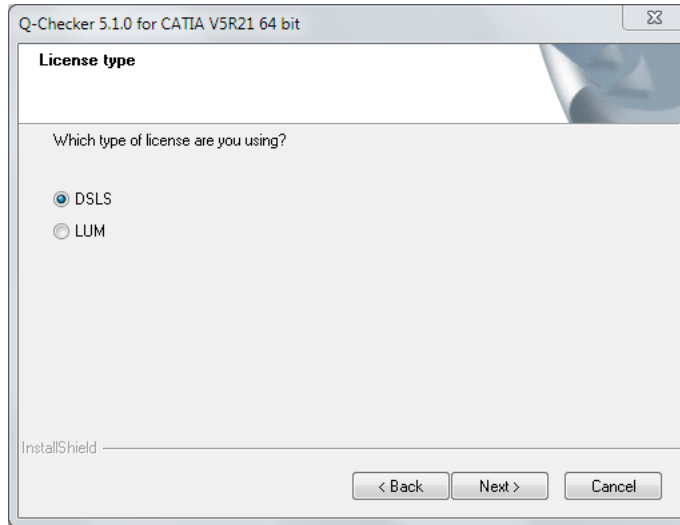 Q-Checker 5.1.0 for CATIA V5R21 64 bit
License type
Which type of license are you using?
DSLS
LUM
InstallShield
< Back Next > Cancel